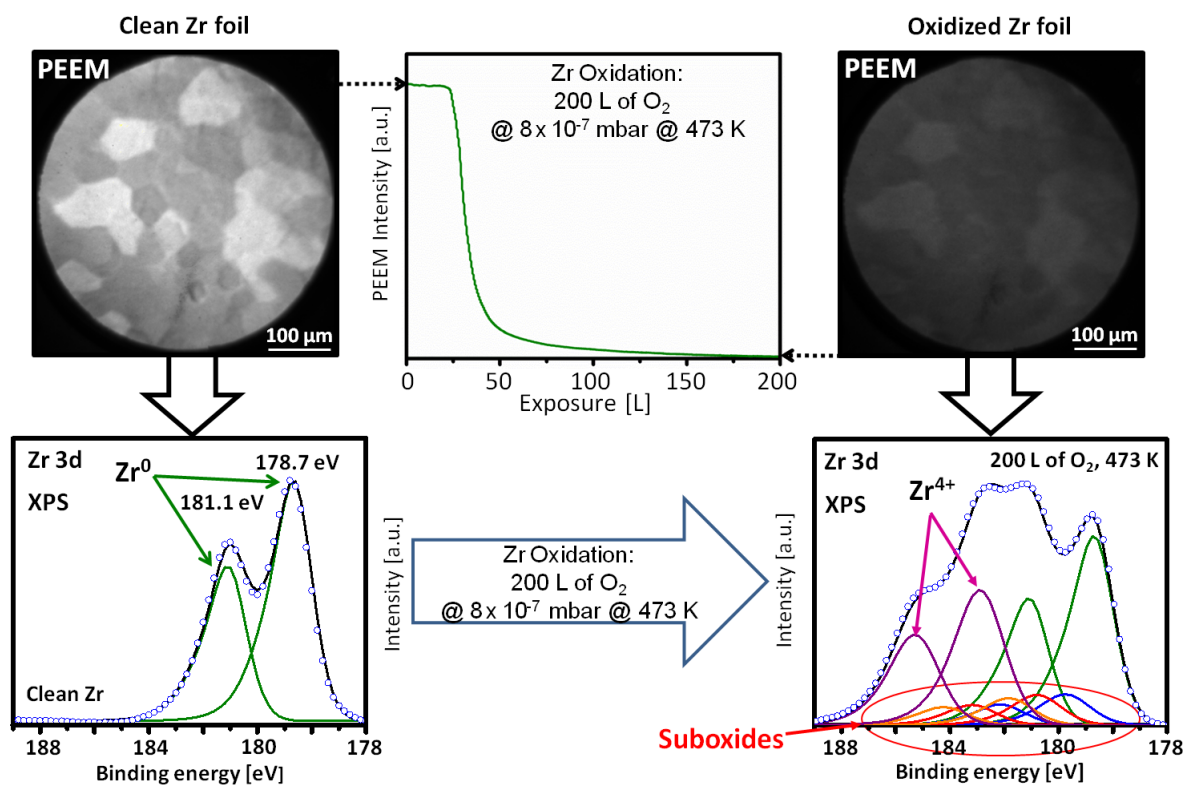 Clean Zr foil
Oxidized Zr foil
PEEM
100 µm
PEEM Intensity [a.u.]
Zr Oxidation:
200 L of O₂
@ 8 x 10⁻⁷ mbar @ 473 K
0
50
100
150
200
Exposure [L]
PEEM
100 µm
Zr 3d
XPS
Zr⁰
178.7 eV
181.1 eV
Clean Zr
188
184
180
178
Binding energy [eV]
Intensity [a.u.]
Zr Oxidation:
200 L of O₂
@ 8 x 10⁻⁷ mbar @ 473 K
Intensity [a.u.]
Zr 3d
XPS
200 L of O₂, 473 K
Zr⁴⁺
Suboxides
188
184
180
178
Binding energy [eV]